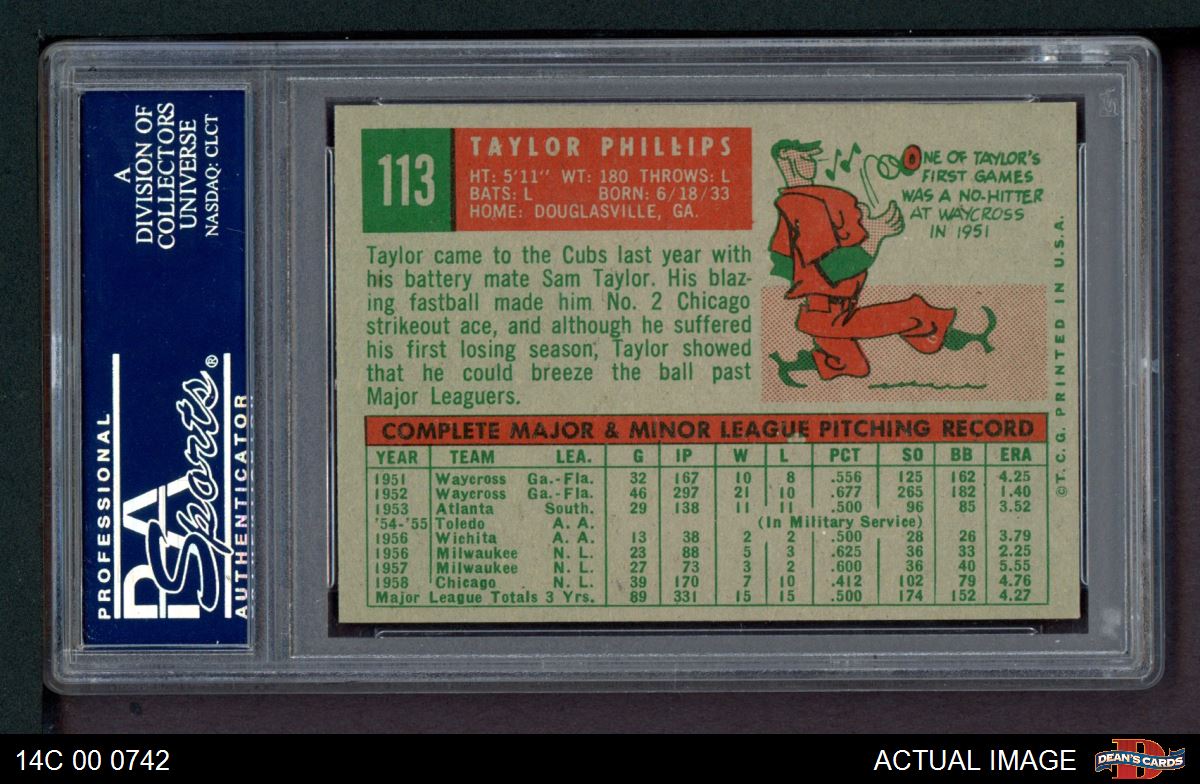 A
DIVISION OF
COLLECTORS
UNIVERSE
NASDAQ: CLCT
PROFESSIONAL
PSA
Sports®
AUTHENTICATOR
113
TAYLOR PHILLIPS
HT: 5'11" WT: 180 THROWS: L
BATS: L BORN: 6/18/33
HOME: DOUGLASVILLE, GA.
ONE OF TAYLOR'S
FIRST GAMES
WAS A NO-HITTER
AT WAYCROSS
IN 1951
Taylor came to the Cubs last year with
his battery mate Sam Taylor. His blaz-
ing fastball made him No. 2 Chicago
strikeout ace, and although he suffered
his first losing season, Taylor showed
that he could breeze the ball past
Major Leaguers.
COMPLETE MAJOR & MINOR LEAGUE PITCHING RECORD
YEAR TEAM LEA. G IP W L PCT SO BB ERA
1951 Waycross Ga.-Fla. 32 167 10 8 .556 125 162 4.25
1952 Waycross Ga.-Fla. 46 297 21 10 .677 265 182 1.40
1953 Atlanta South. 29 138 11 11 .500 96 85 3.52
'54-'55 Toledo A. A. (In Military Service)
1956 Wichita A. A. 13 38 2 2 .500 28 26 3.79
1956 Milwaukee N. L. 23 88 5 3 .625 36 33 2.25
1957 Milwaukee N. L. 27 73 3 2 .600 36 40 5.55
1958 Chicago N. L. 39 170 7 10 .412 102 79 4.76
Major League Totals 3 Yrs. 89 331 15 15 .500 174 152 4.27
©T. C. G. PRINTED IN U.S.A.
14C 00 0742
ACTUAL IMAGE
D
DEAN'S CARDS